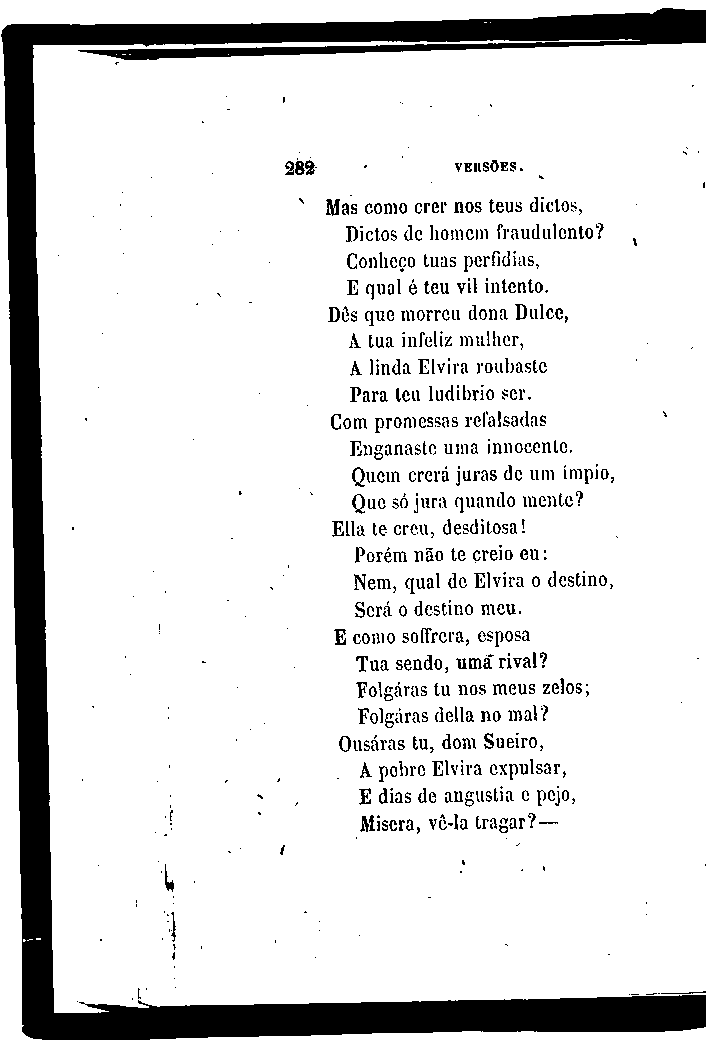 282 VERSÕES.
Mas como crer nos teus dictos,
Dictos de homem fraudulento?
Conheço tuas perfidias,
E qual é teu vil intento.
Dês que morreu dona Dulce,
A tua infeliz mulher,
A linda Elvira roubaste
Para teu ludibrio ser.
Com promessas refalsadas
Enganaste uma innocente.
Quem crerá juras de um ímpio,
Que só jura quando mente?
Ella te creu, desditosa!
Porém não te creio eu:
Nem, qual de Elvira o destino,
Será o destino meu.
E como soffrera, esposa
Tua sendo, uma rival?
Folgáras tu nos meus zelos;
Folgáras della no mal?
Ousáras tu, dom Sueiro,
A pobre Elvira expulsar,
E dias de angustia e pejo,
Misera, vê-la tragar?—